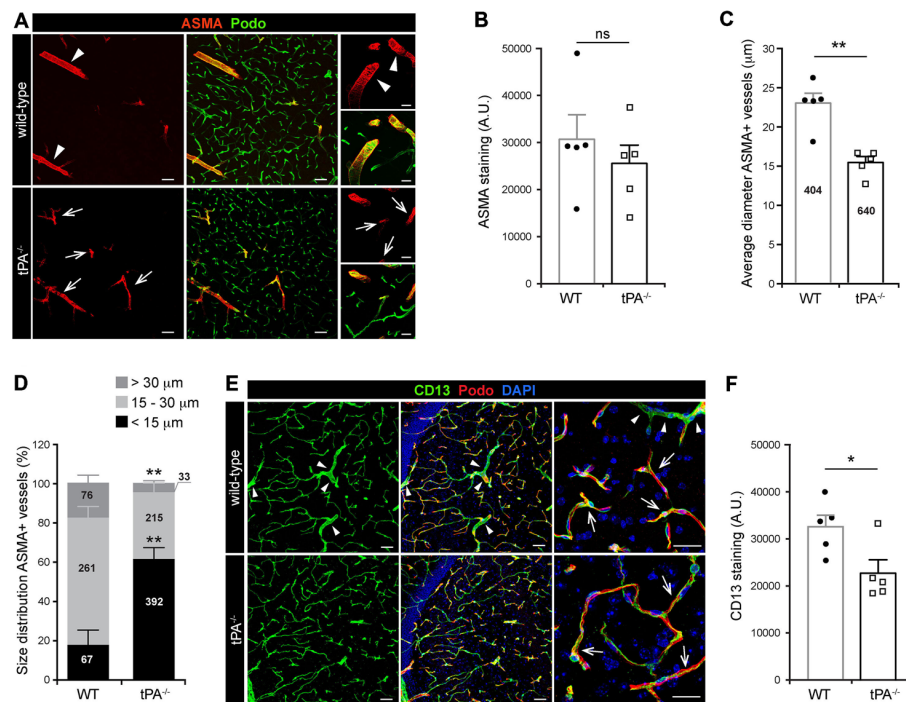 A
ASMA Podo
wild-type
tPA-/-
B
ns
50000
40000
30000
20000
10000
0
ASMA staining (A.U.)
WT tPA-/-
C
**
30
25
20
15
10
5
0
Average diameter ASMA+ vessels (µm)
404
640
WT tPA-/-
D
> 30 µm
15 - 30 µm
< 15 µm
120
100
80
60
40
20
0
Size distribution ASMA+ vessels (%)
76
261
67
**
33
215
**
392
WT tPA-/-
E
CD13 Podo DAPI
wild-type
tPA-/-
F
*
50000
40000
30000
20000
10000
0
CD13 staining (A.U.)
WT tPA-/-